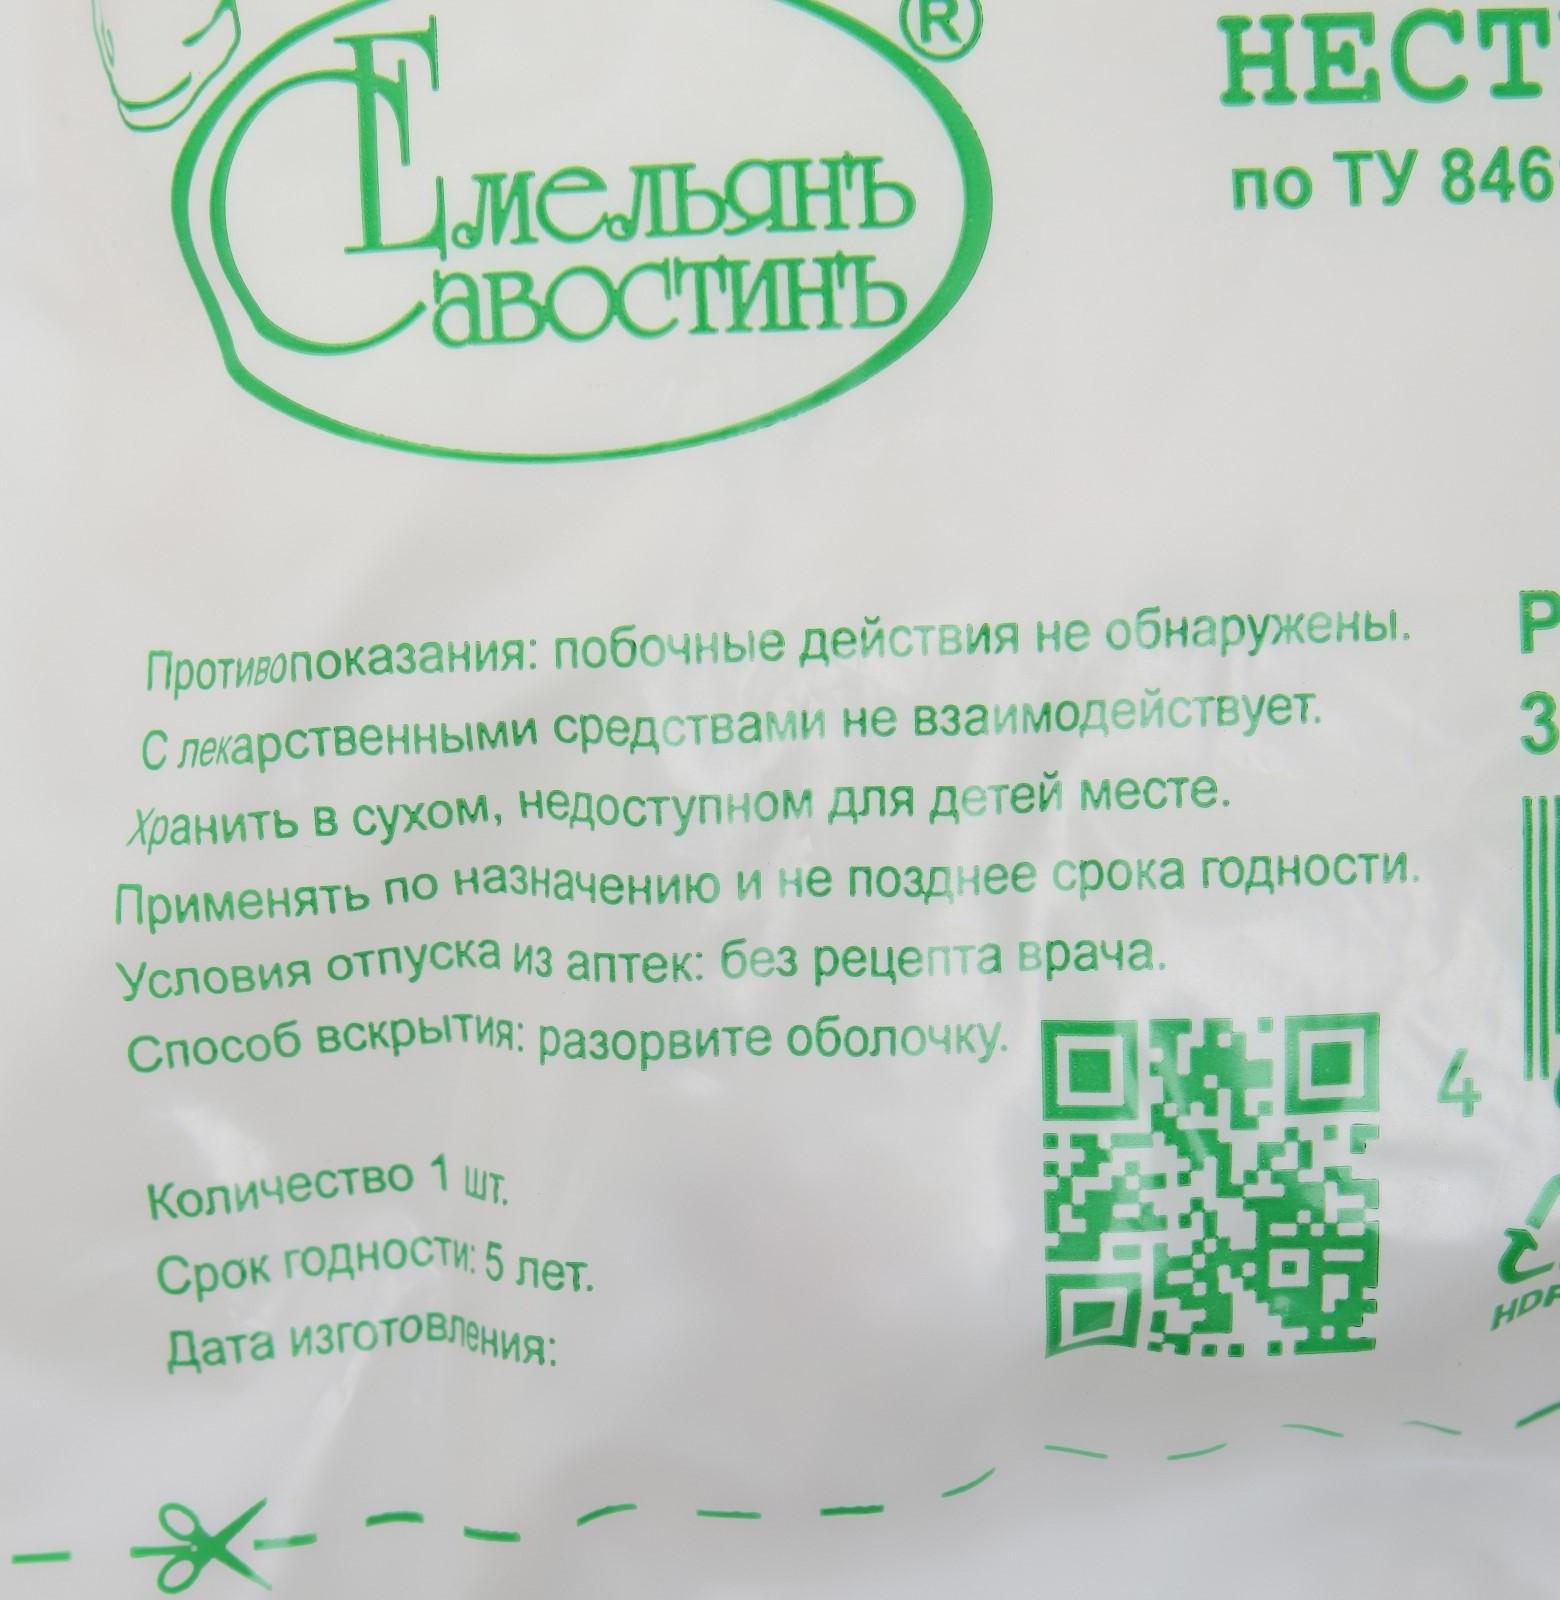 ®
Емельянъ
Савостинъ
НЕСТ
по ТУ 846
Противопоказания: побочные действия не обнаружены.
С лекарственными средствами не взаимодействует.
Хранить в сухом, недоступном для детей месте.
Применять по назначению и не позднее срока годности.
Условия отпуска из аптек: без рецепта врача.
Способ вскрытия: разорвите оболочку.
Количество 1 шт.
Срок годности: 5 лет.
Дата изготовления:
4